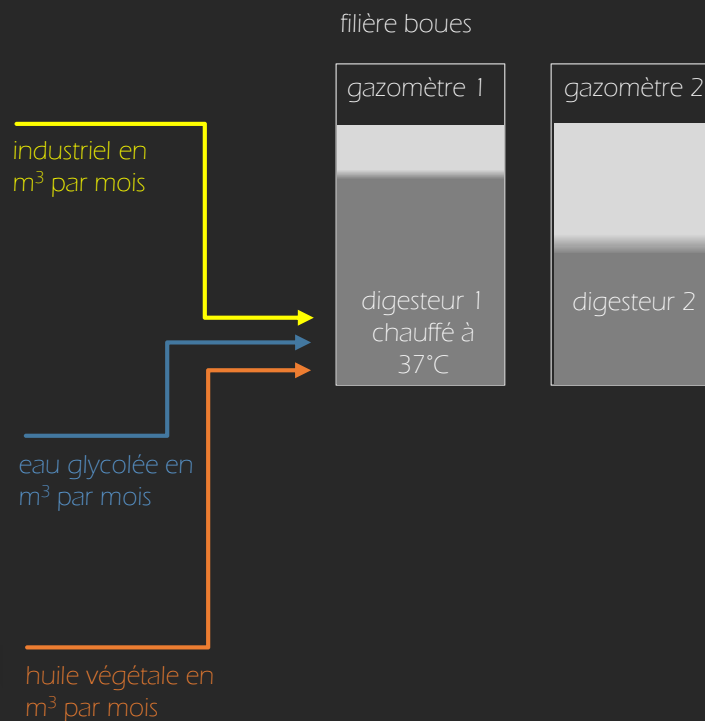 filière boues
gazomètre 1
gazomètre 2
industriel en
m³ par mois
digesteur 1
chauffé à
37°C
digesteur 2
eau glycolée en
m³ par mois
huile végétale en
m³ par mois